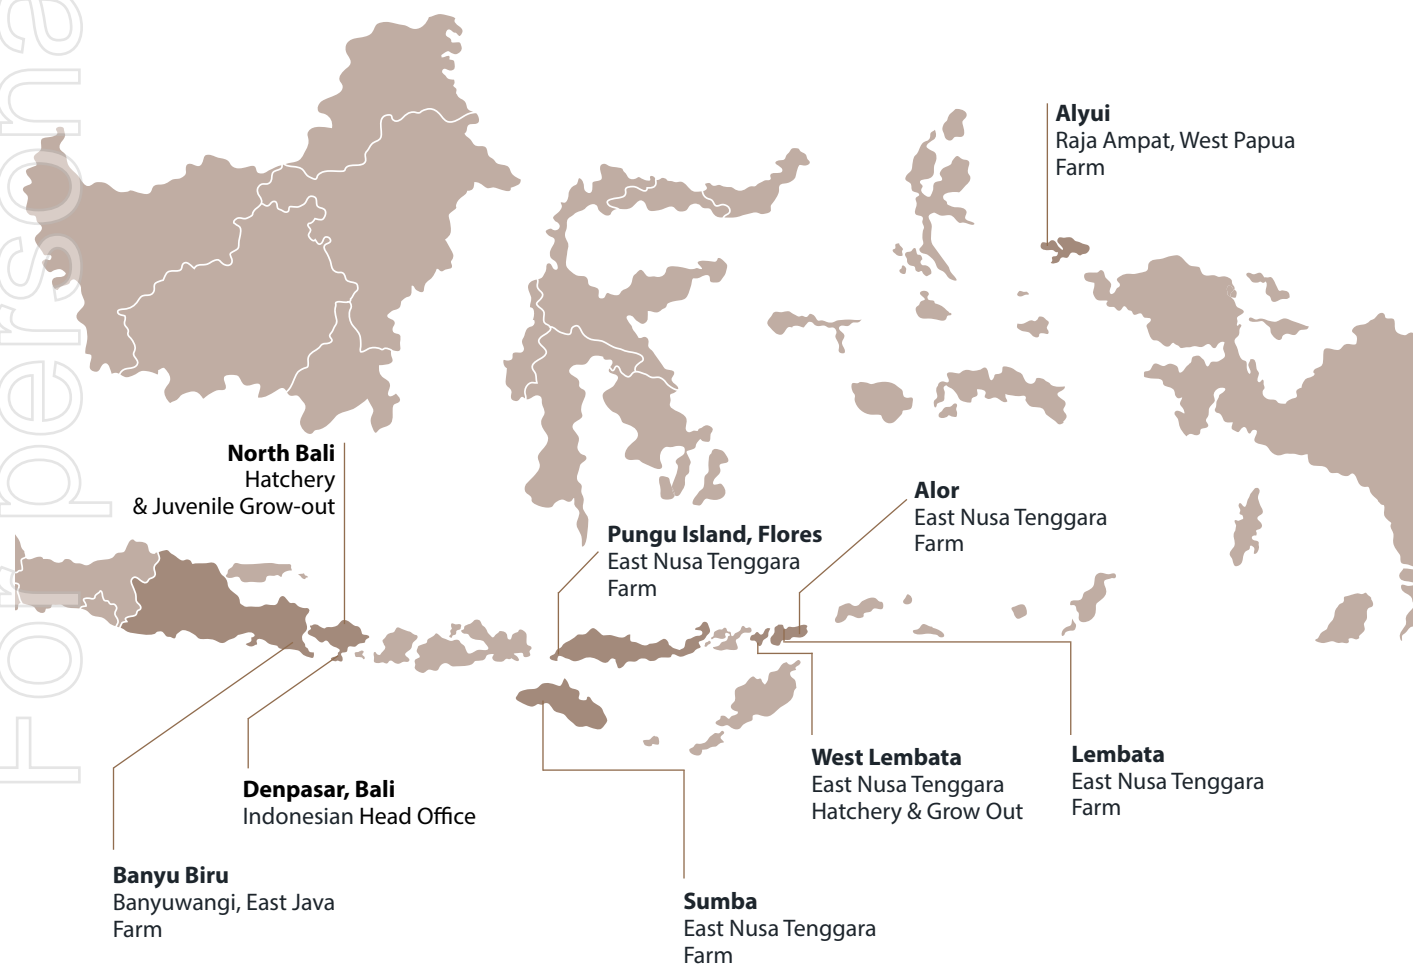 For persona
Alyui
Raja Ampat, West Papua
Farm
North Bali
Hatchery
& Juvenile Grow-out
Alor
East Nusa Tenggara
Farm
Pungu Island, Flores
East Nusa Tenggara
Farm
West Lembata
East Nusa Tenggara
Hatchery & Grow Out
Lembata
East Nusa Tenggara
Farm
Denpasar, Bali
Indonesian Head Office
Banyu Biru
Banyuwangi, East Java
Farm
Sumba
East Nusa Tenggara
Farm